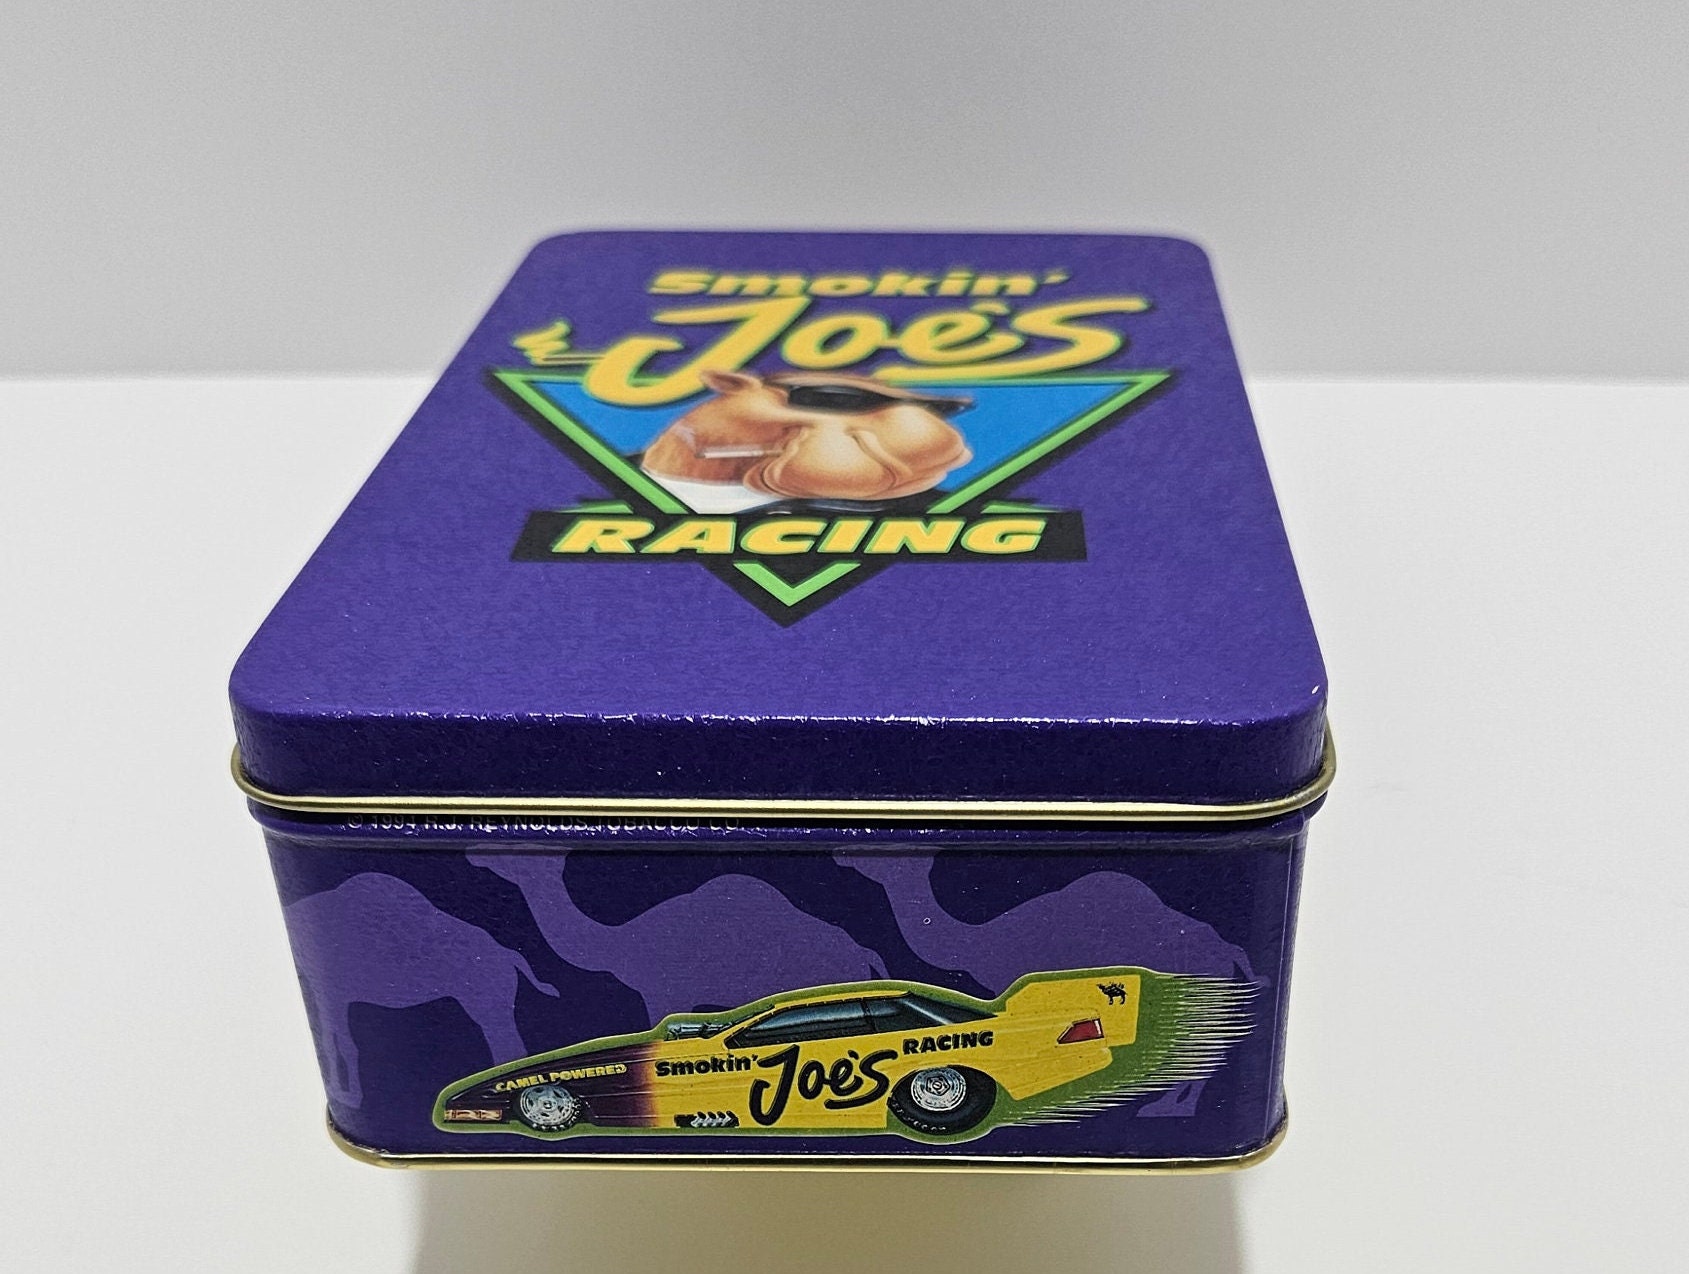 Smokin'
Joe's
RACING
© 1994 R.J. REYNOLDS TOBACCO CO.
CAMEL POWERED
Smokin' Joe's RACING